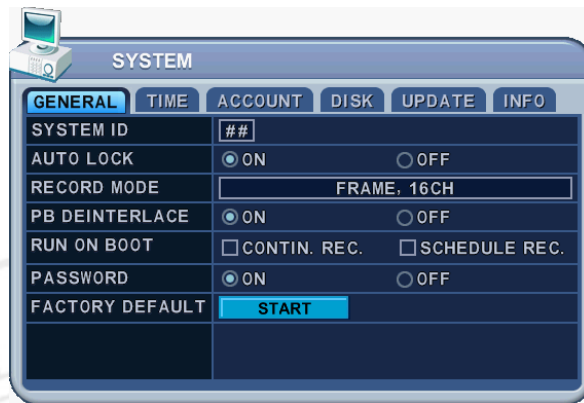 SYSTEM
GENERAL TIME ACCOUNT DISK UPDATE INFO
SYSTEM ID ##
AUTO LOCK ON OFF
RECORD MODE FRAME, 16CH
PB DEINTERLACE ON OFF
RUN ON BOOT CONTIN. REC. SCHEDULE REC.
PASSWORD ON OFF
FACTORY DEFAULT START